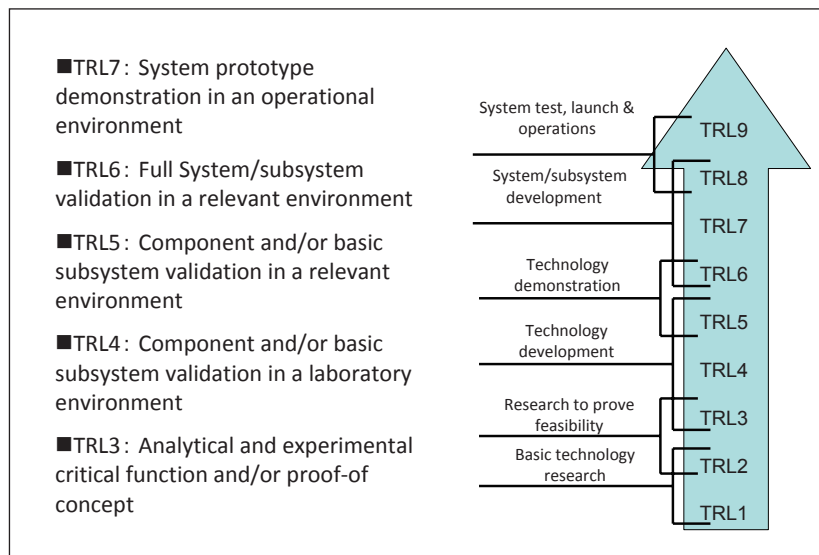 ■TRL7: System prototype
demonstration in an operational
environment
■TRL6: Full System/subsystem
validation in a relevant environment
■TRL5: Component and/or basic
subsystem validation in a relevant
environment
■TRL4: Component and/or basic
subsystem validation in a laboratory
environment
■TRL3: Analytical and experimental
critical function and/or proof-of
concept
System test, launch &
operations
System/subsystem
development
Technology
demonstration
Technology
development
Research to prove
feasibility
Basic technology
research
TRL9
TRL8
TRL7
TRL6
TRL5
TRL4
TRL3
TRL2
TRL1